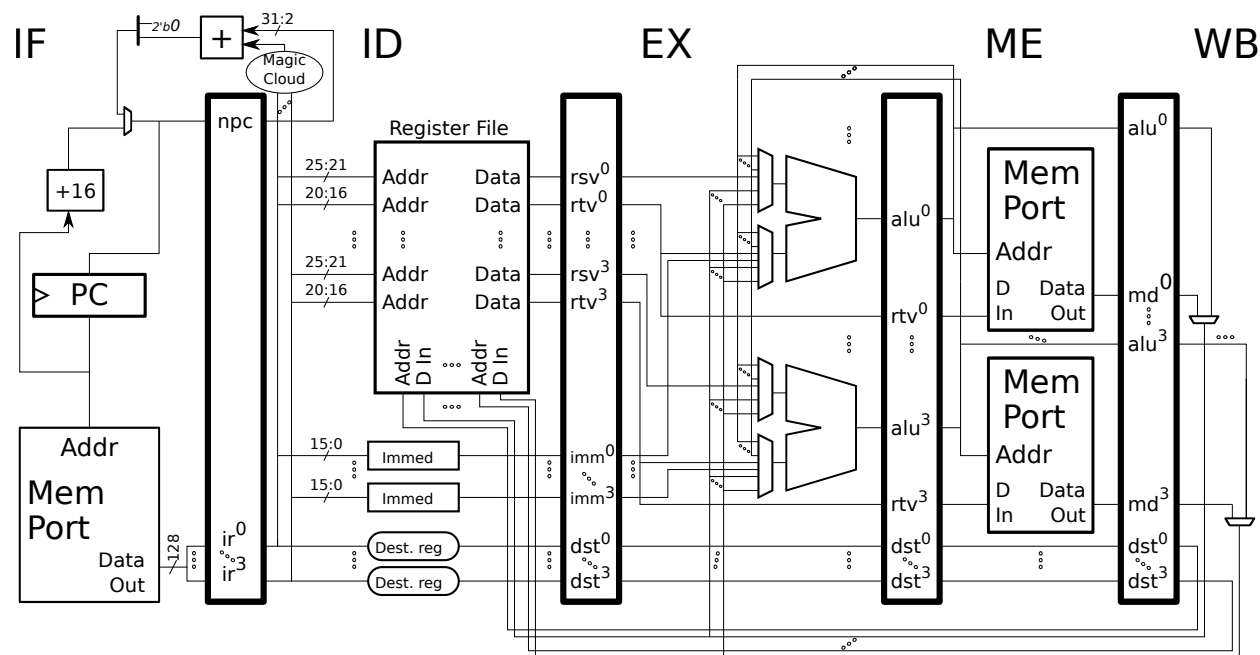 IF
ID
EX
ME
WB
2'b0
31:2
+
Magic
Cloud
npc
+16
PC
Addr
Mem
Port
Data
Out
128
ir0
ir3
Register File
25:21
Addr
Data
20:16
Addr
Data
25:21
Addr
Data
20:16
Addr
Data
Addr
D In
Addr
D In
15:0
Immed
15:0
Immed
Dest. reg
Dest. reg
rsv0
rtv0
rsv3
rtv3
imm0
imm3
dst0
dst3
alu0
rtv0
alu3
rtv3
dst0
dst3
Mem
Port
Addr
D
In
Data
Out
Mem
Port
Addr
D
In
Data
Out
alu0
md0
alu3
md3
dst0
dst3